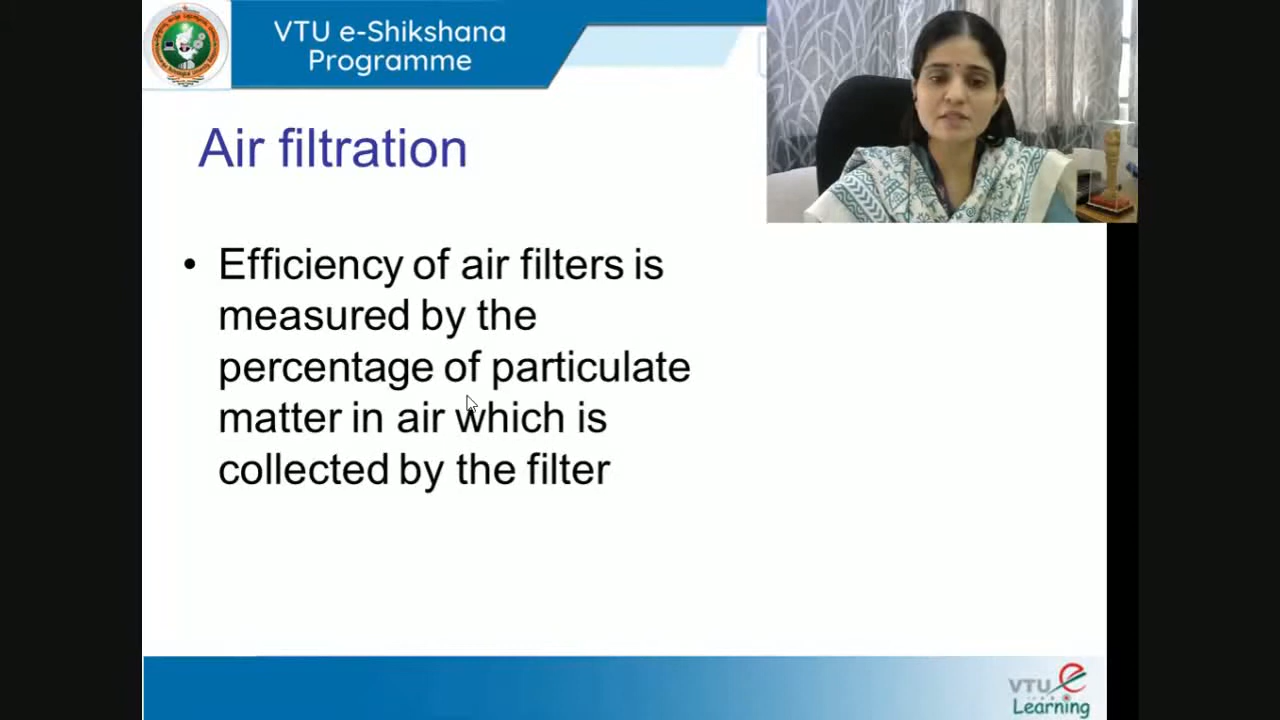 VTU e-Shikshana
Programme
Air filtration
• Efficiency of air filters is
measured by the
percentage of particulate
matter in air which is
collected by the filter
VTU e
Learning